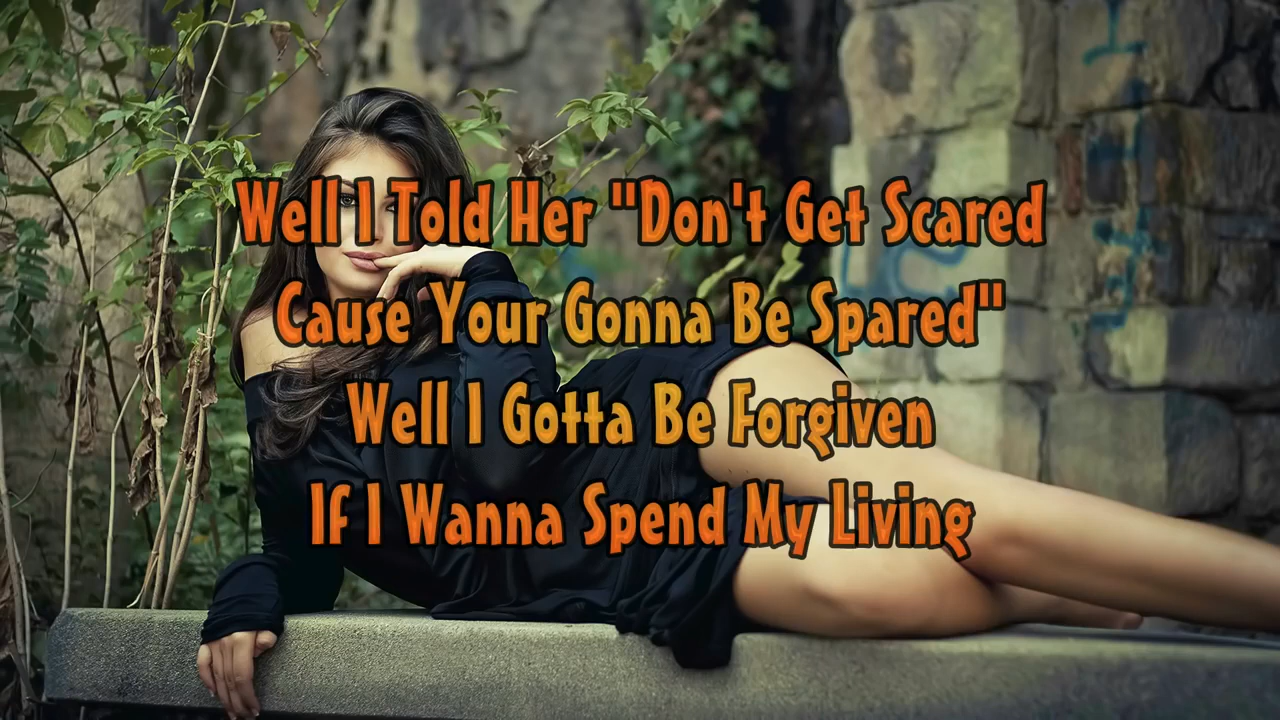 Well I Told Her "Don't Get Scared
Cause Your Gonna Be Spared"
Well I Gotta Be Forgiven
If I Wanna Spend My Living